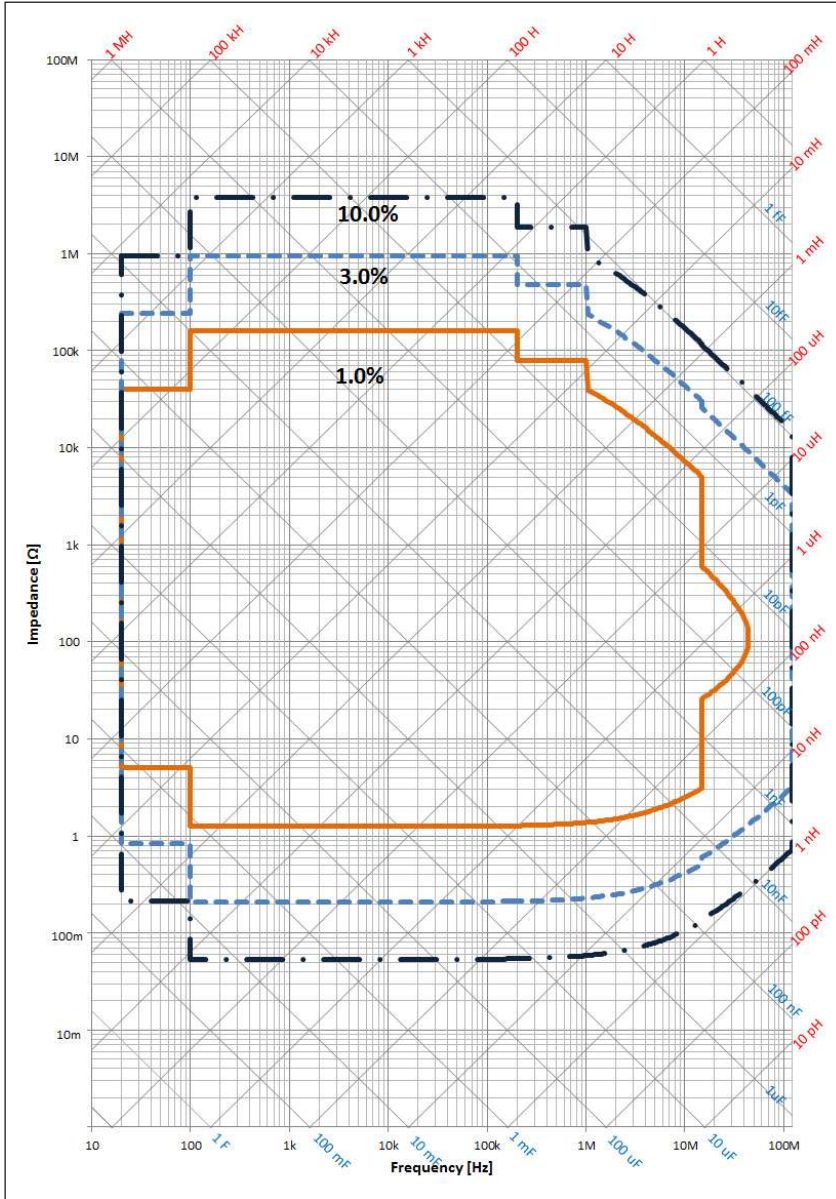 1 MH
100 kH
10 kH
1 kH
100 H
10 H
1 H
100 mH
100M
10M
10 mH
1 fF
10.0%
1M
3.0%
1 mH
10fF
100k
1.0%
100 uH
100 fF
10k
10 uH
1pF
1k
1 uH
10pF
Impedance [Ω]
100
100 nH
100pF
10
10 nH
1nF
1
1 nH
10nF
100m
100 pH
100 nF
10m
10 pH
1uF
10
100
1 F
1k
100 mF
10k
10 mF
100k
1 mF
1M
100 uF
10M
10 uF
100M
Frequency [Hz]